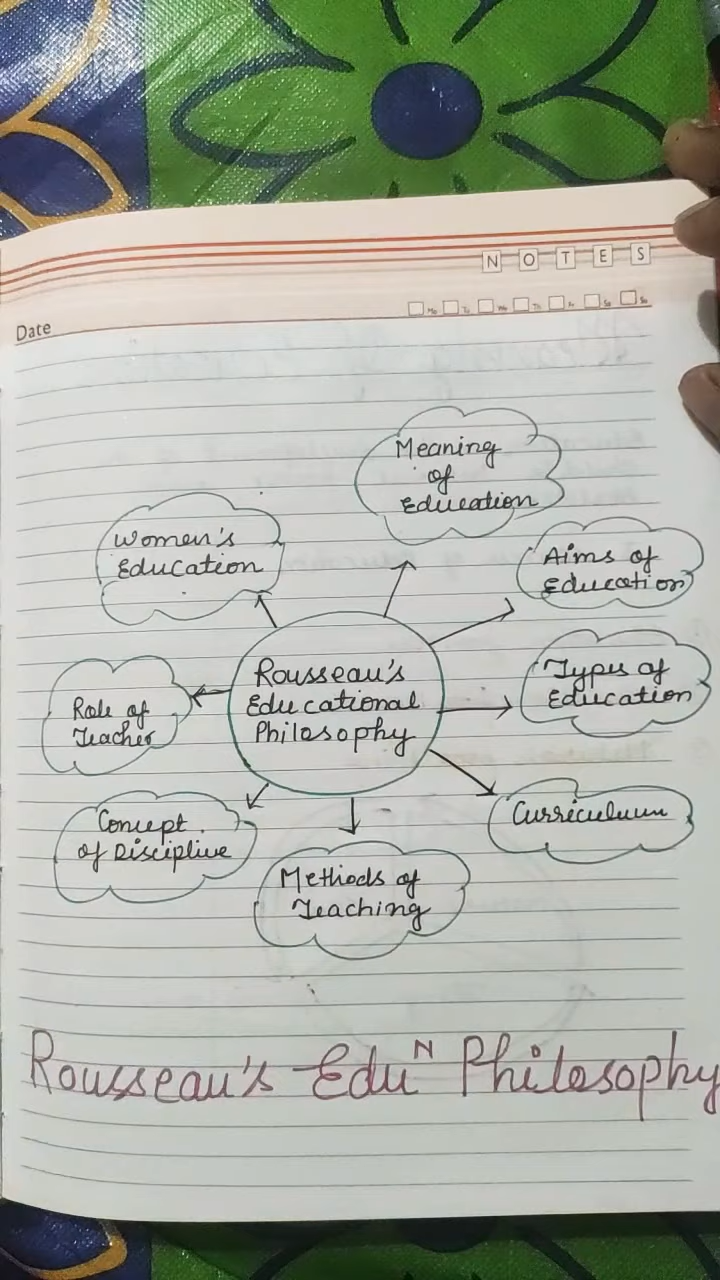 NOTES
Date
Meaning
of
Education
Women's
Education
Aims of
Education
Rousseau's
Educational
Philosophy
Types of
Education
Role of
Teacher
Curriculum
Concept
of Discipline
Methods of
Teaching
Rousseau's Eduᴺ Philosophy